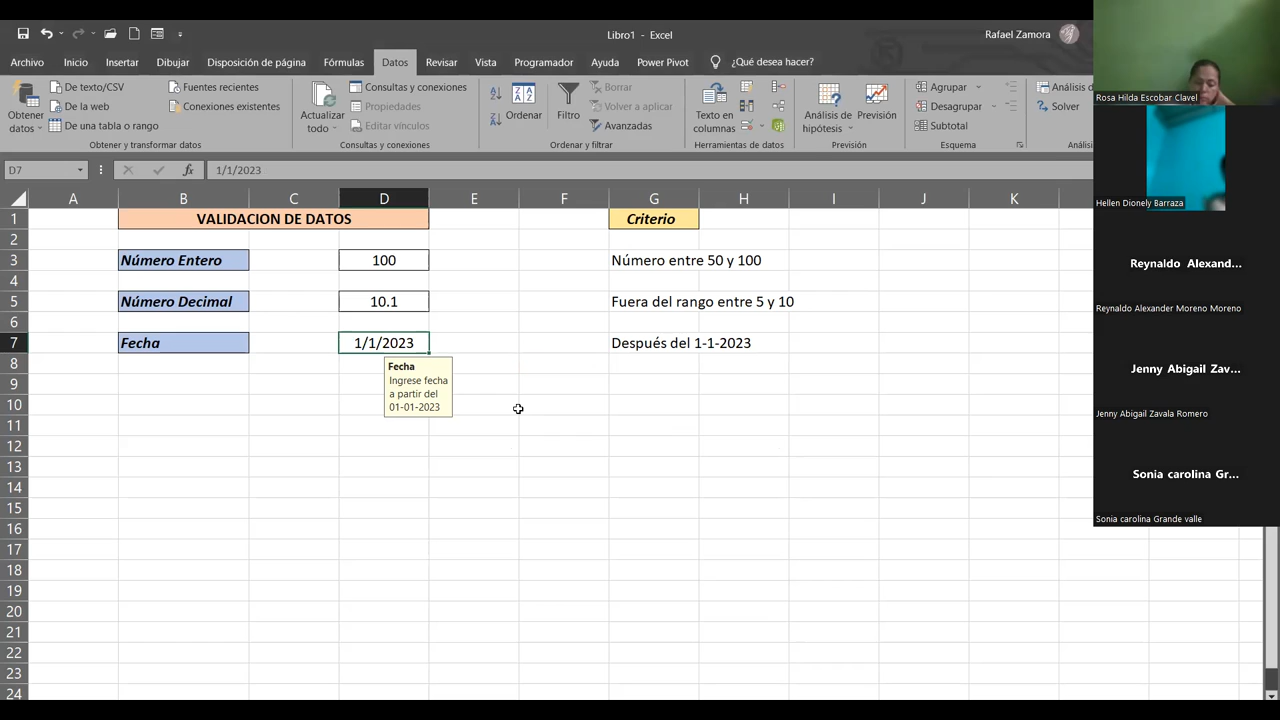 Libro1 - Excel
Rafael Zamora
Archivo Inicio Insertar Dibujar Disposición de página Fórmulas Datos Revisar Vista Programador Ayuda Power Pivot ¿Qué desea hacer?
Obtener datos
De texto/CSV
De la web
De una tabla o rango
Fuentes recientes
Conexiones existentes
Obtener y transformar datos
Actualizar todo
Consultas y conexiones
Propiedades
Editar vínculos
Consultas y conexiones
Ordenar
Filtro
Borrar
Volver a aplicar
Avanzadas
Ordenar y filtrar
Texto en columnas
Herramientas de datos
Análisis de hipótesis
Previsión
Previsión
Agrupar
Desagrupar
Subtotal
Esquema
Análisis d
Solver
Anális
D7
fx
1/1/2023
A B C D E F G H I J K
1 VALIDACION DE DATOS Criterio
2
3 Número Entero 100 Número entre 50 y 100
4
5 Número Decimal 10.1 Fuera del rango entre 5 y 10
6
7 Fecha 1/1/2023 Después del 1-1-2023
8
Fecha
Ingrese fecha
a partir del
01-01-2023
9
10
11
12
13
14
15
16
17
18
19
20
21
22
23
24
Rosa Hilda Escobar Clavel
Hellen Dionely Barraza
Reynaldo Alexand...
Reynaldo Alexander Moreno Moreno
Jenny Abigail Zav...
Jenny Abigail Zavala Romero
Sonia carolina Gr...
Sonia carolina Grande valle